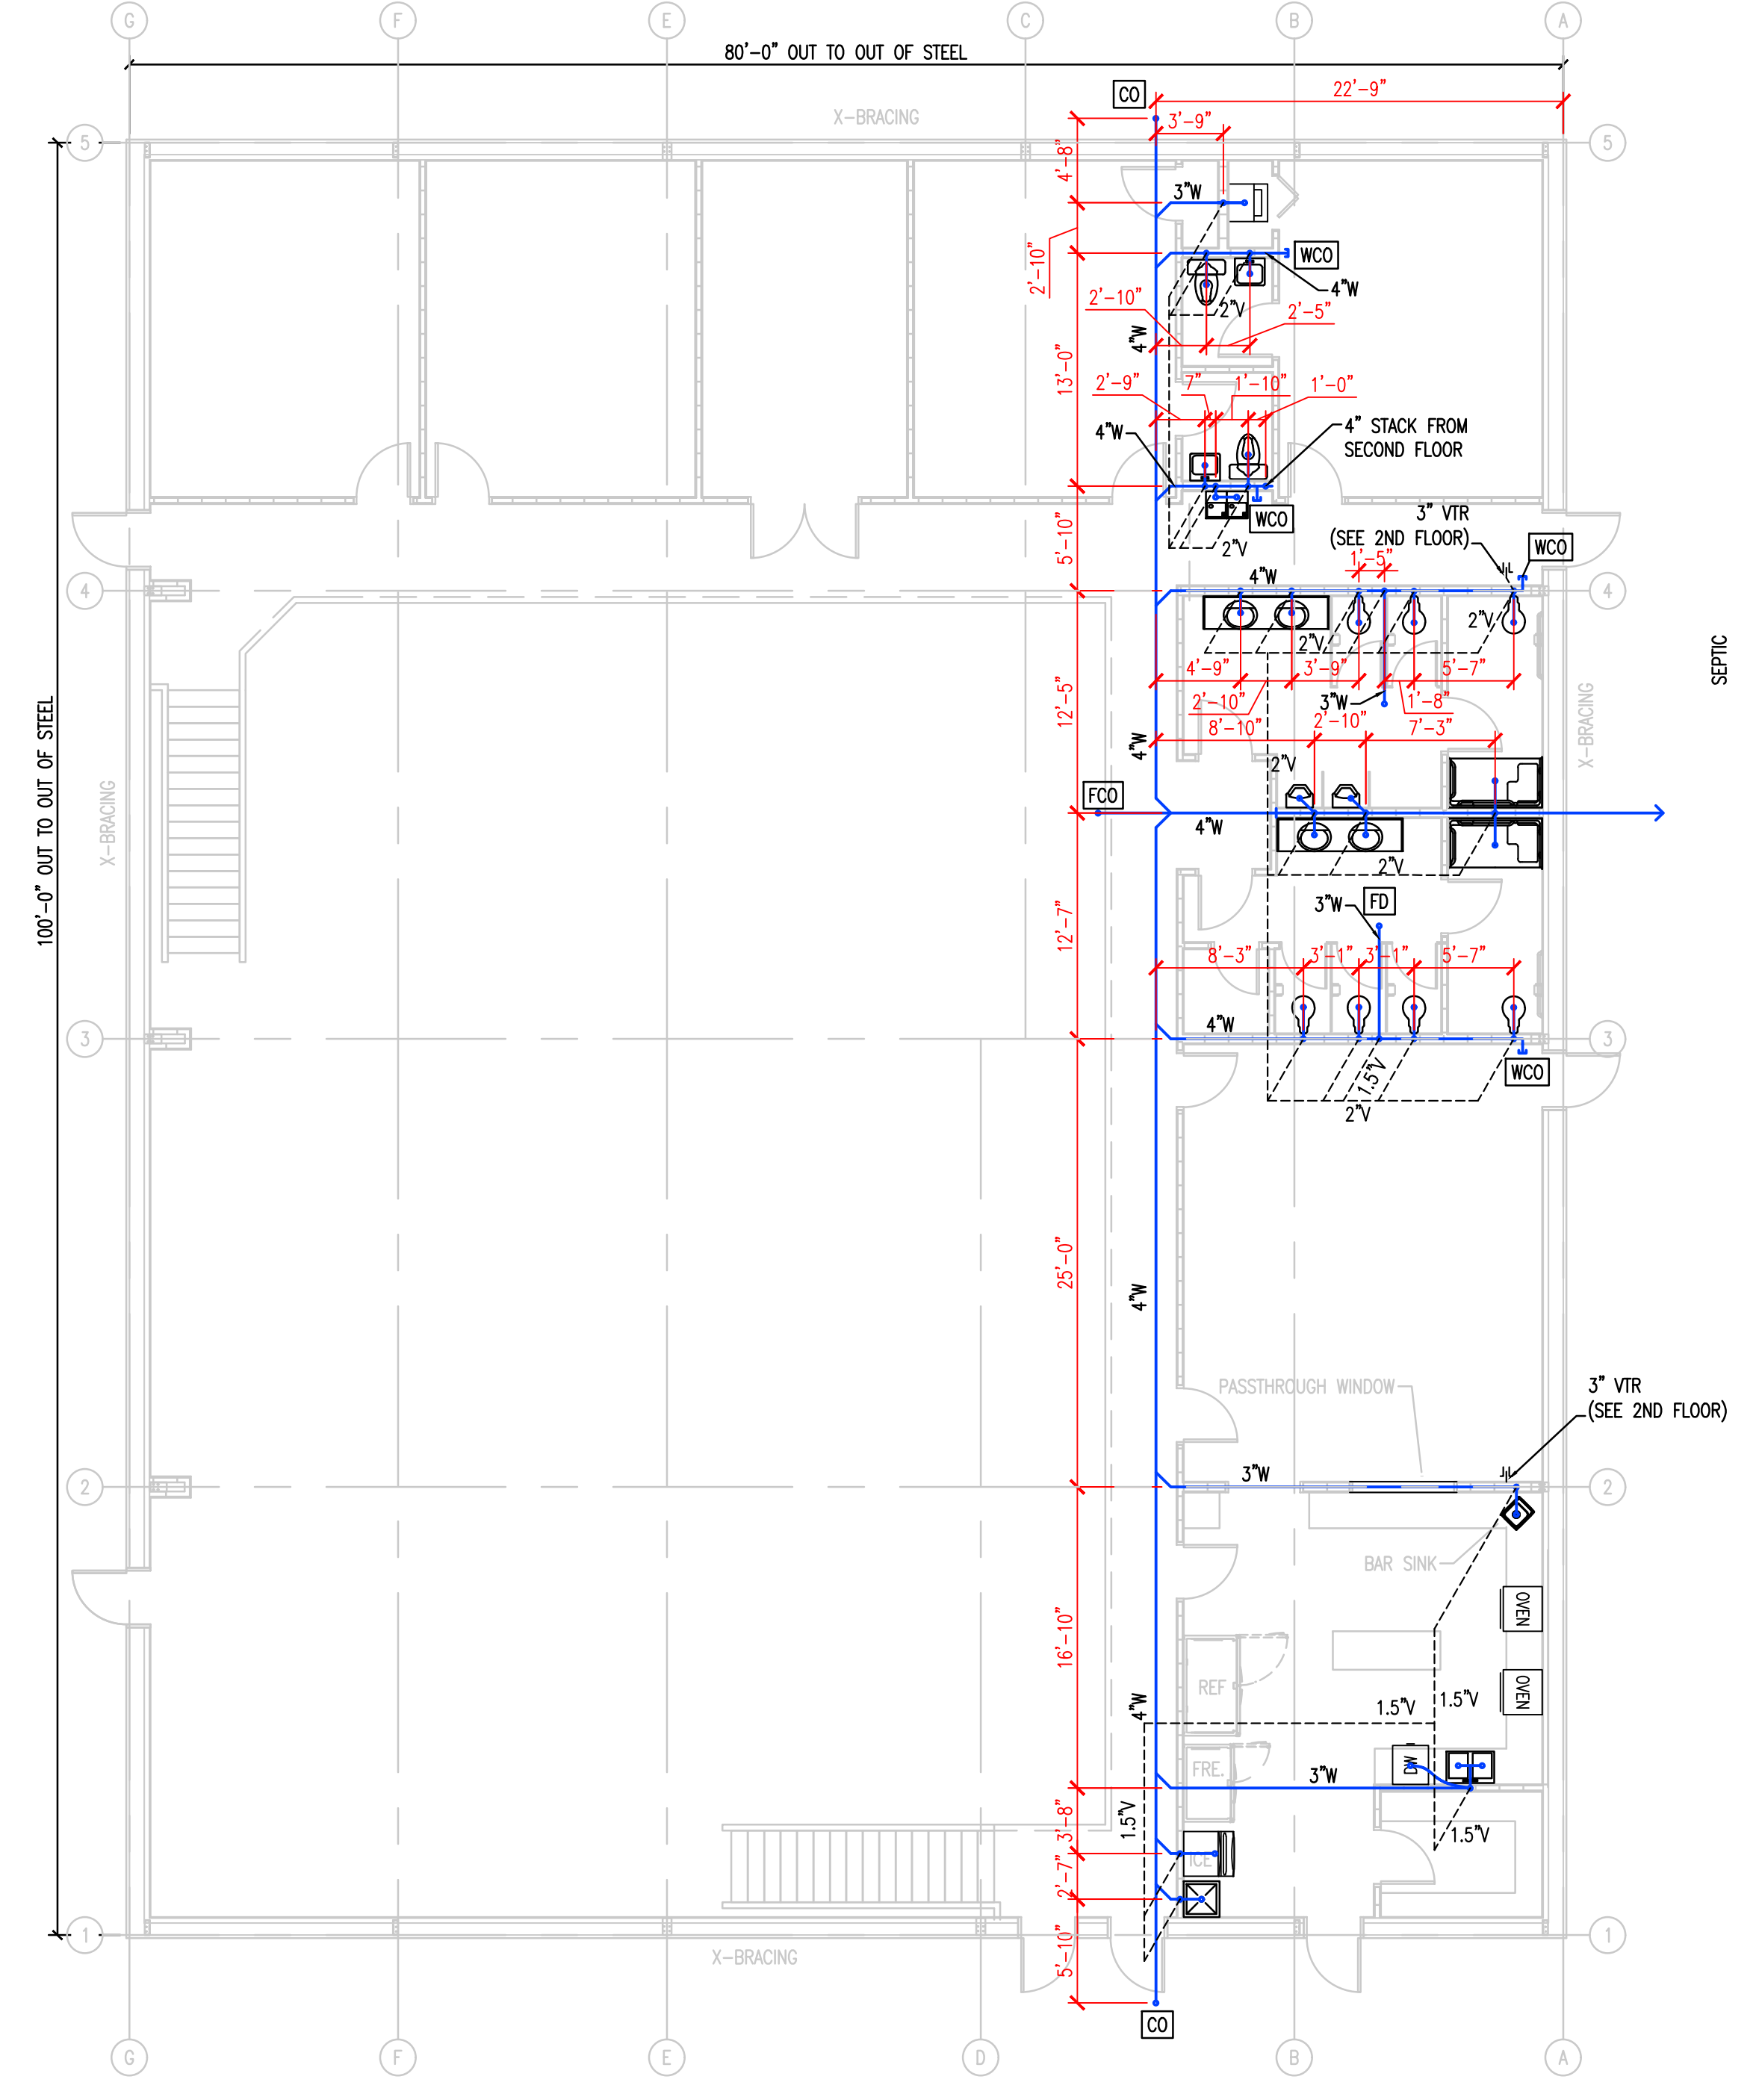 G
F
E
C
B
A
80'-0" OUT TO OUT OF STEEL
CO
22'-9"
X-BRACING
3'-9"
5
5
4'-8"
3"W
2'-10"
WCO
4"W
2'-10"
2"V
2'-5"
4"W
13'-0"
2'-9"
7"
1'-10"
1'-0"
4"W
4" STACK FROM
SECOND FLOOR
WCO
3" VTR
(SEE 2ND FLOOR)
WCO
2"V
5'-10"
1'-5"
4"W
4
4
2"V
2"V
SEPTIC
4'-9"
3'-9"
5'-7"
12'-5"
2'-10"
3"W
1'-8"
8'-10"
2'-10"
7'-3"
X-BRACING
4"W
2"V
100'-0" OUT TO OUT OF STEEL
X-BRACING
FCO
4"W
2"V
3"W
FD
12'-7"
8'-3"
3'-1"
3'-1"
5'-7"
4"W
3
3
WCO
1.5"V
2"V
25'-0"
4"W
PASSTHROUGH WINDOW
3" VTR
(SEE 2ND FLOOR)
3"W
2
2
BAR SINK
OVEN
16'-10"
REF
OVEN
4"W
1.5"V
1.5"V
FRE.
DW
3"W
3'-8"
1.5"V
1.5"V
ICE
2'-7"
1
1
5'-10"
X-BRACING
CO
G
F
E
D
B
A